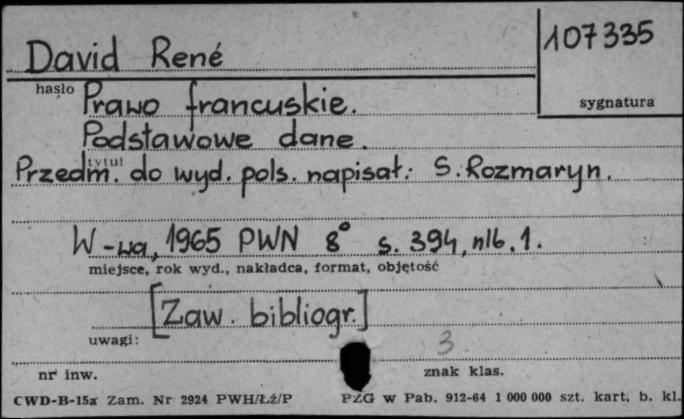 David René
107335
hasło
sygnatura
Prawo francuskie.
Podstawowe dane.
tytuł
Przedm. do wyd. pols. napisał: S. Rozmaryn.
W-wa, 1965 PWN 8° s. 394, nlb. 1.
miejsce, rok wyd., nakładca, format, objętość
[Zaw. bibliogr.]
uwagi:
3
nr inw.
znak klas.
CWD-B-15a Zam. Nr 2924 PWH/Łź/P PZG w Pab. 912-64 1 000 000 szt. kart. b. kl.